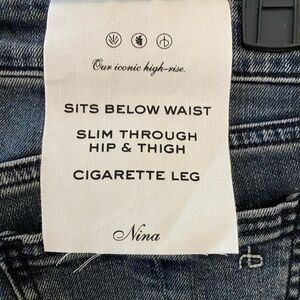 Our iconic high-rise.
SITS BELOW WAIST
SLIM THROUGH
HIP & THIGH
CIGARETTE LEG
Nina